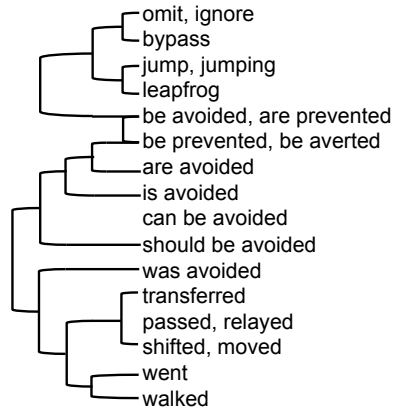 omit, ignore
bypass
jump, jumping
leapfrog
be avoided, are prevented
be prevented, be averted
are avoided
is avoided
can be avoided
should be avoided
was avoided
transferred
passed, relayed
shifted, moved
went
walked